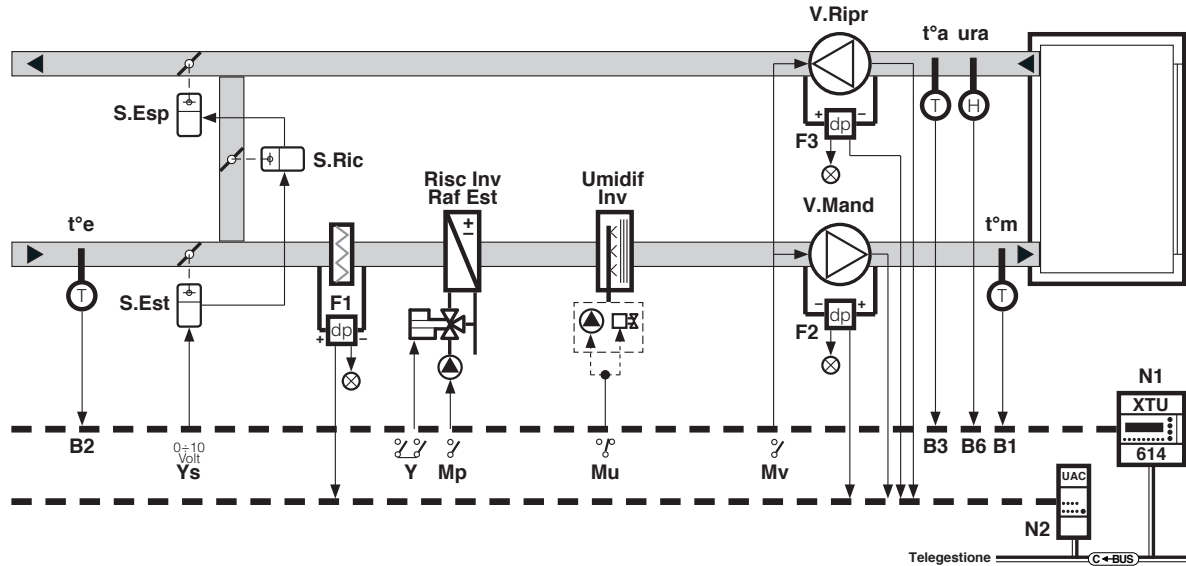 V.Ripr
t°a ura
S.Esp
T
H
+ dp −
F3
S.Ric
Risc Inv
Raf Est
Umidif
Inv
V.Mand
t°e
t°m
+
−
T
S.Est
F1
+ dp −
− dp +
F2
T
N1
XTU
614
B2
0÷10
Volt
Ys
Y
Mp
Mu
Mv
B3
B6
B1
UAC
N2
Telegestione
C BUS